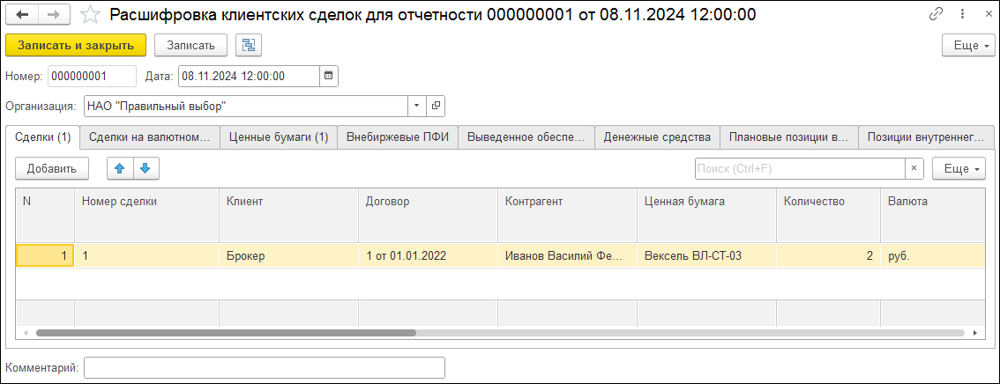 Расшифровка клиентских сделок для отчетности 000000001 от 08.11.2024 12:00:00
Записать и закрыть Записать Еще
Номер: 000000001 Дата: 08.11.2024 12:00:00
Организация: НАО "Правильный выбор"
Сделки (1) Сделки на валютном... Ценные бумаги (1) Внебиржевые ПФИ Выведенное обеспе... Денежные средства Плановые позиции в... Позиции внутреннег...
Добавить Поиск (Ctrl+F) × Еще
N Номер сделки Клиент Договор Контрагент Ценная бумага Количество Валюта
1 1 Брокер 1 от 01.01.2022 Иванов Василий Фе... Вексель ВЛ-СТ-03 2 руб.
Комментарий: